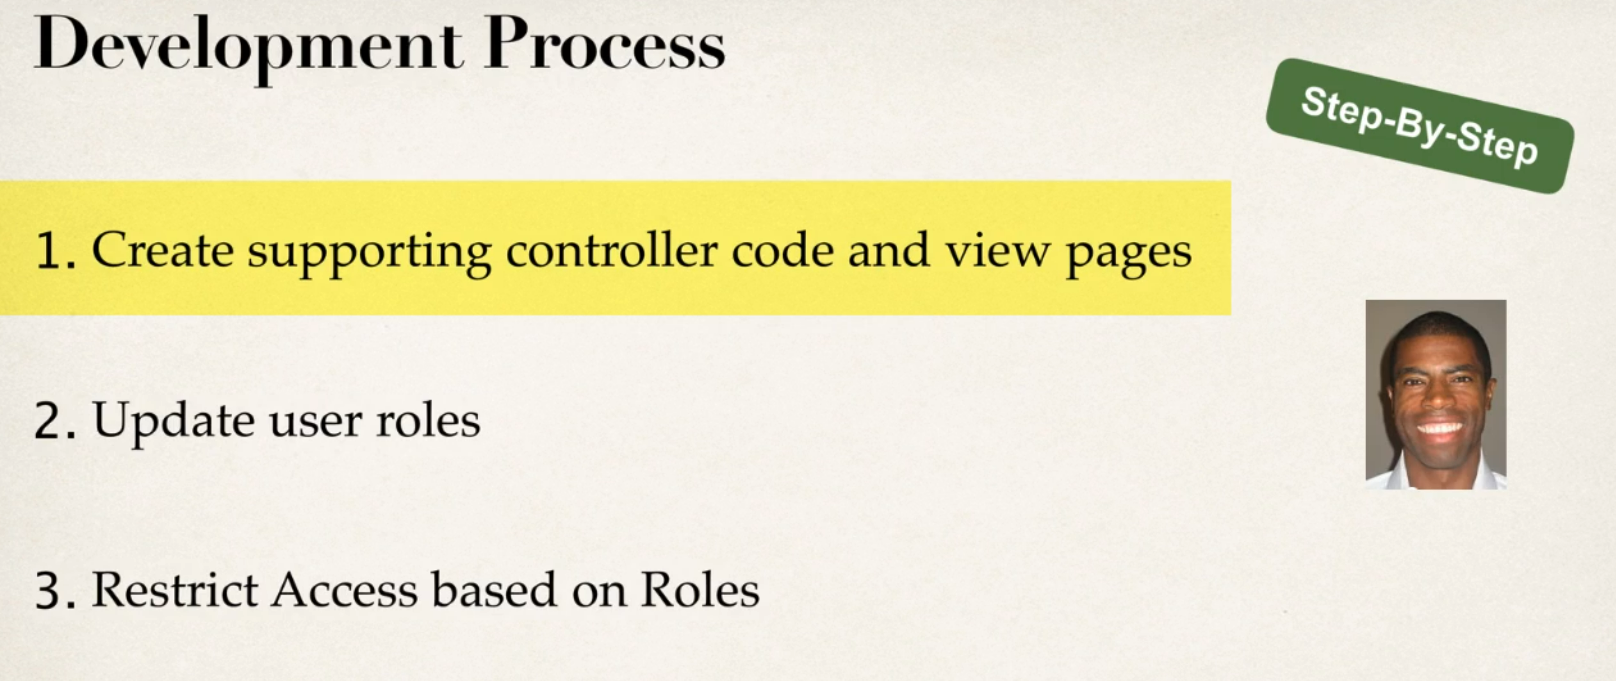 Development Process
Step-By-Step
1. Create supporting controller code and view pages
2. Update user roles
3. Restrict Access based on Roles